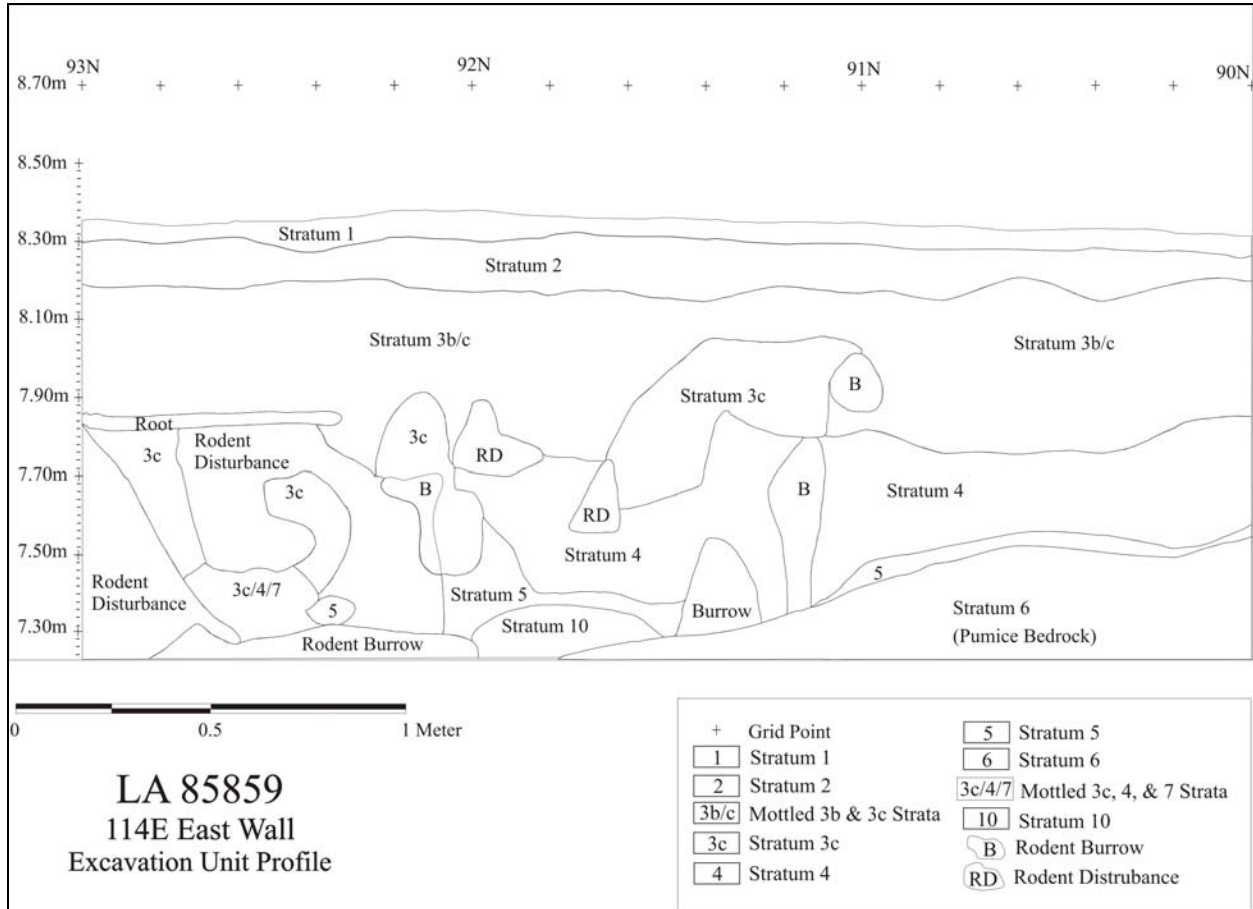 93N
92N
91N
90N
8.70m
8.50m
8.30m
8.10m
7.90m
7.70m
7.50m
7.30m
Stratum 1
Stratum 2
Stratum 3b/c
Stratum 3b/c
Stratum 3c
B
Root
3c
Rodent
Disturbance
3c
RD
3c
B
RD
B
Stratum 4
Stratum 4
Rodent
Disturbance
3c/4/7
5
Stratum 5
Stratum 10
Burrow
5
Stratum 6
(Pumice Bedrock)
Rodent Burrow
0
0.5
1 Meter
LA 85859
114E East Wall
Excavation Unit Profile
+ Grid Point
1 Stratum 1
2 Stratum 2
3b/c Mottled 3b & 3c Strata
3c Stratum 3c
4 Stratum 4
5 Stratum 5
6 Stratum 6
3c/4/7 Mottled 3c, 4, & 7 Strata
10 Stratum 10
B Rodent Burrow
RD Rodent Distrubance